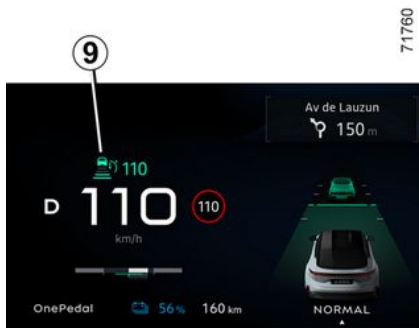 71760
9
Av de Lauzun
150 m
110
D 110 110
km/h
OnePedal 56% 160 km NORMAL